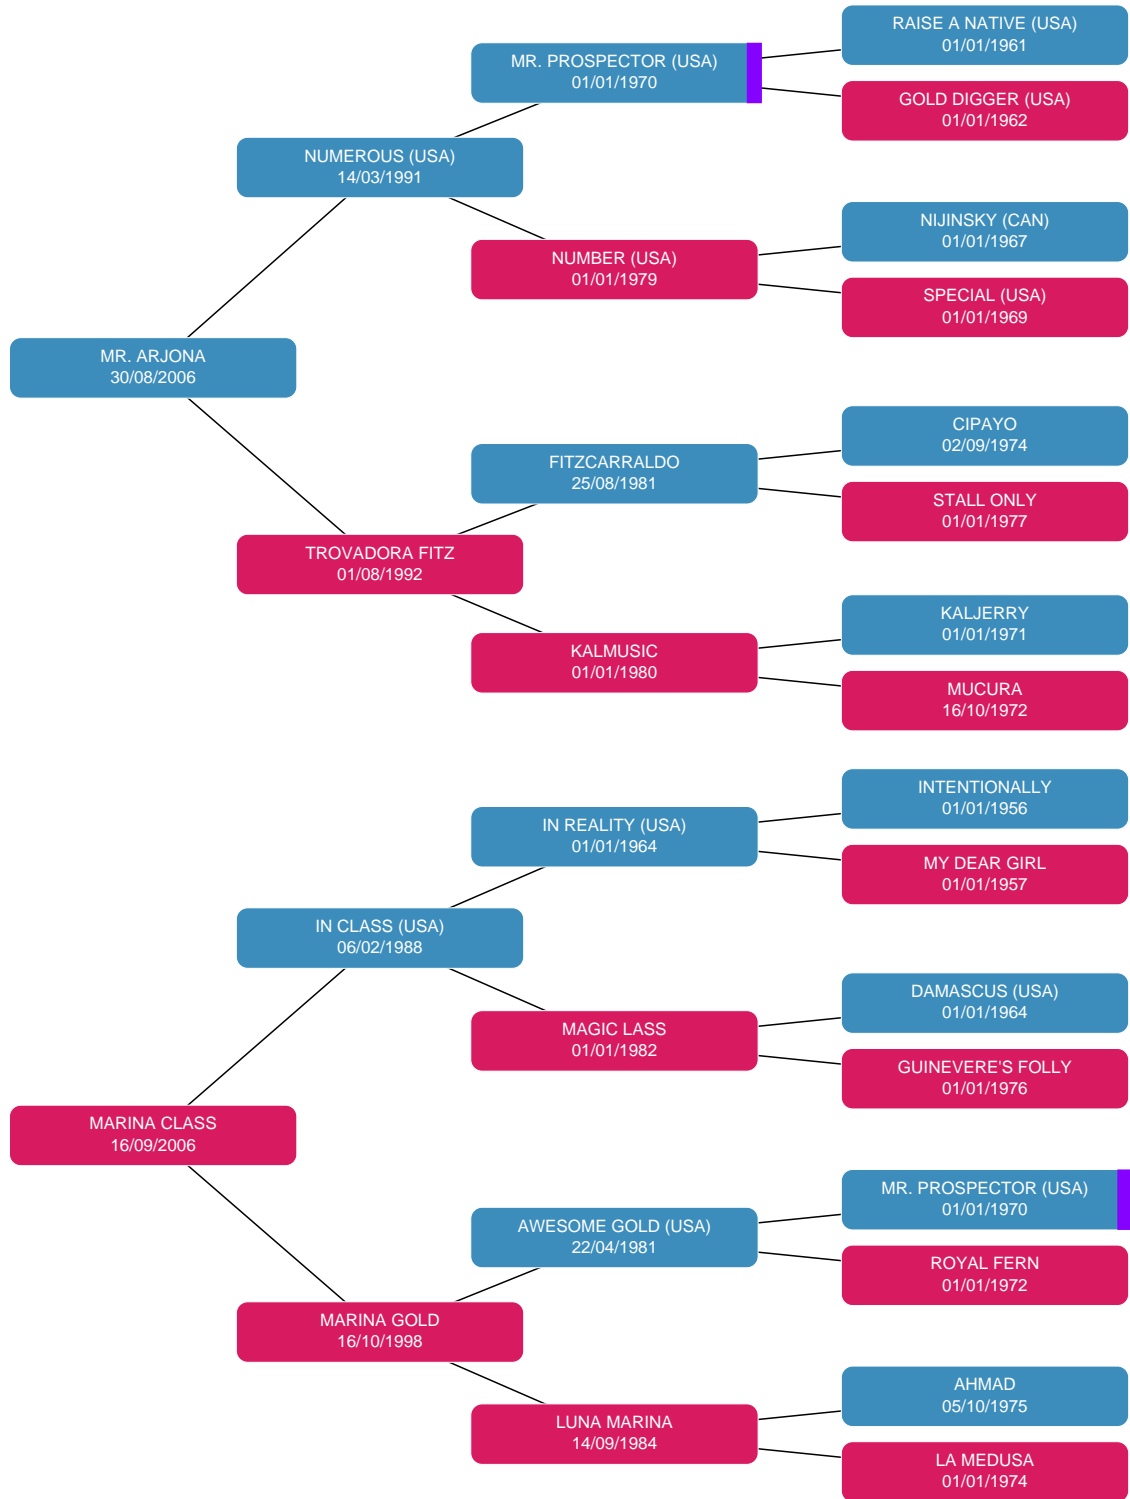 RAISE A NATIVE (USA)
01/01/1961
MR. PROSPECTOR (USA)
01/01/1970
GOLD DIGGER (USA)
01/01/1962
NUMEROUS (USA)
14/03/1991
NIJINSKY (CAN)
01/01/1967
NUMBER (USA)
01/01/1979
SPECIAL (USA)
01/01/1969
MR. ARJONA
30/08/2006
CIPAYO
02/09/1974
FITZCARRALDO
25/08/1981
STALL ONLY
01/01/1977
TROVADORA FITZ
01/08/1992
KALJERRY
01/01/1971
KALMUSIC
01/01/1980
MUCURA
16/10/1972
INTENTIONALLY
01/01/1956
IN REALITY (USA)
01/01/1964
MY DEAR GIRL
01/01/1957
IN CLASS (USA)
06/02/1988
DAMASCUS (USA)
01/01/1964
MAGIC LASS
01/01/1982
GUINEVERE'S FOLLY
01/01/1976
MARINA CLASS
16/09/2006
MR. PROSPECTOR (USA)
01/01/1970
AWESOME GOLD (USA)
22/04/1981
ROYAL FERN
01/01/1972
MARINA GOLD
16/10/1998
AHMAD
05/10/1975
LUNA MARINA
14/09/1984
LA MEDUSA
01/01/1974